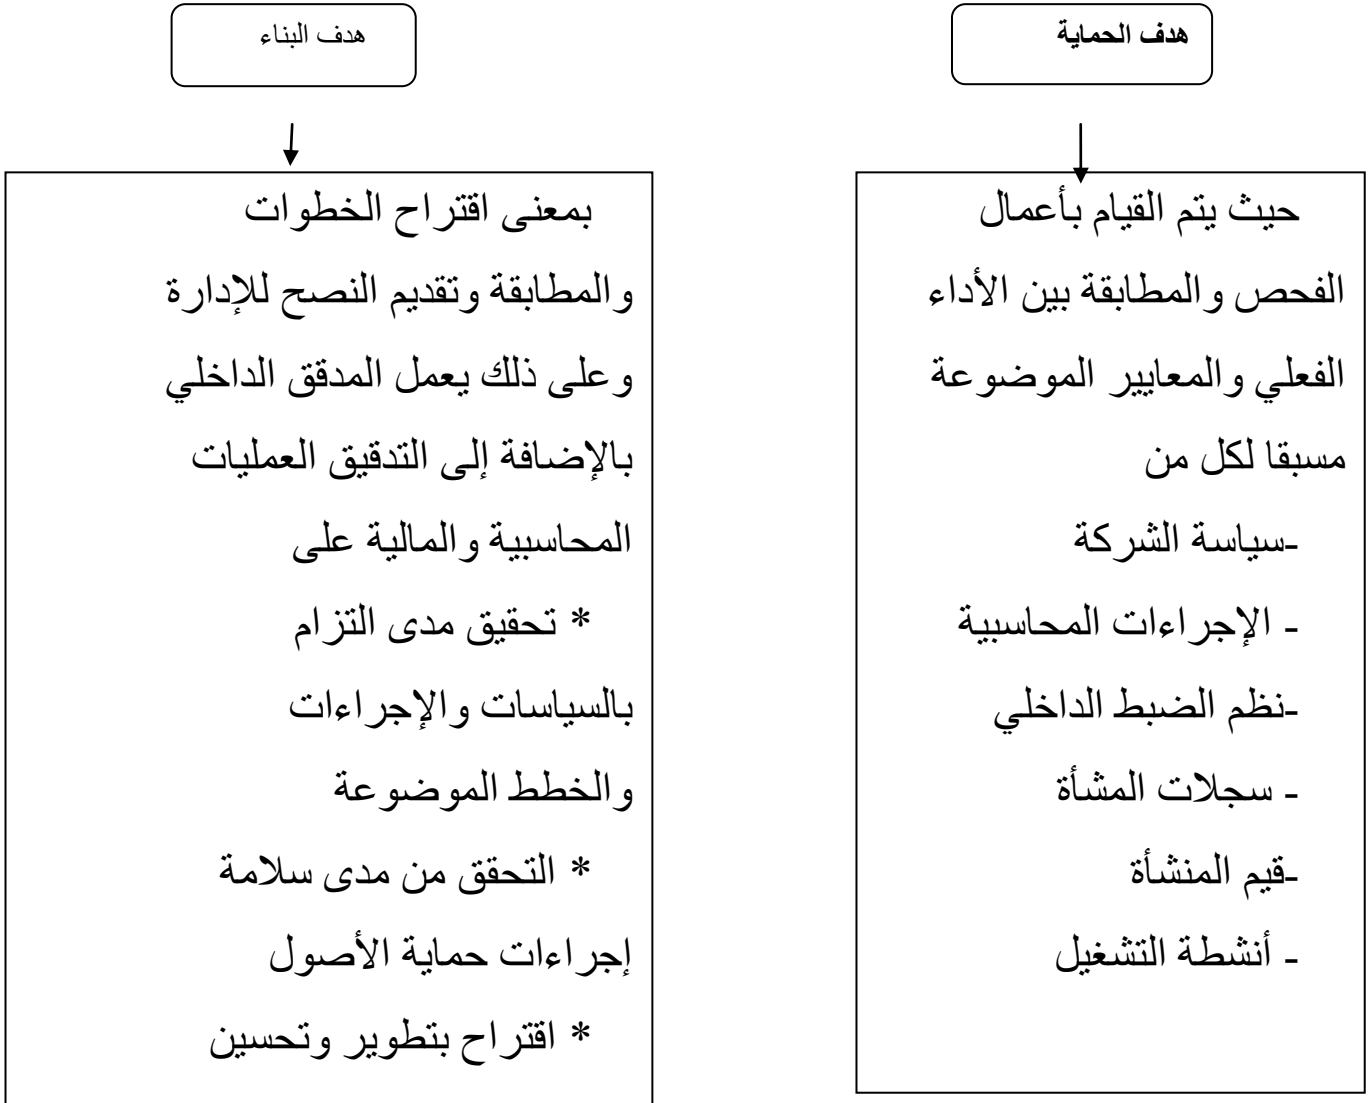 هدف الحماية
حيث يتم القيام بأعمال
الفحص والمطابقة بين الأداء
الفعلي والمعايير الموضوعة
مسبقا لكل من
-سياسة الشركة
- الإجراءات المحاسبية
-نظم الضبط الداخلي
- سجلات المشأة
-قيم المنشأة
- أنشطة التشغيل
هدف البناء
بمعنى اقتراح الخطوات
والمطابقة وتقديم النصح للإدارة
وعلى ذلك يعمل المدقق الداخلي
بالإضافة إلى التدقيق العمليات
المحاسبية والمالية على
* تحقيق مدى التزام
بالسياسات والإجراءات
والخطط الموضوعة
* التحقق من مدى سلامة
إجراءات حماية الأصول
* اقتراح بتطوير وتحسين